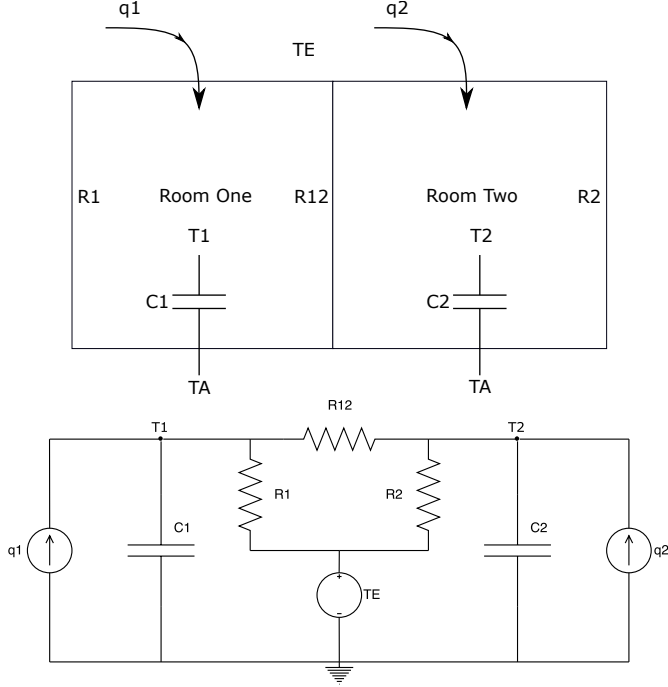 q1 q2
TE
R1 Room One R12 Room Two R2
T1 T2
C1 C2
TA TA
R12
T1 T2
R1 R2
C1 C2
q1 q2
+
TE
-